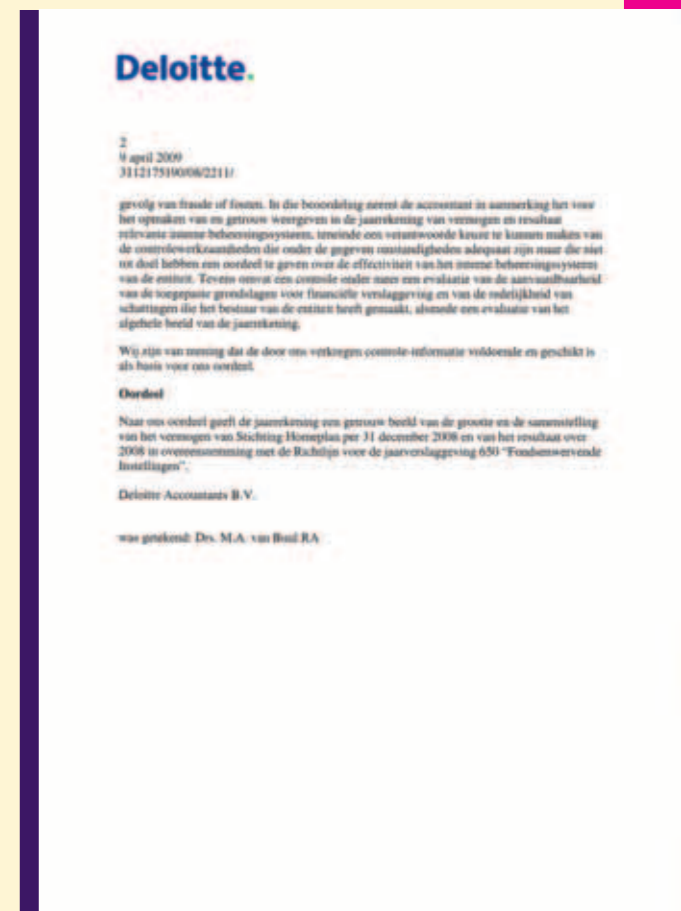 Deloitte.
2
9 april 2009
3112175190/08/2211/
gevolg van fraude of fouten. In die beoordeling neemt de accountant in aanmerking het voor
het opmaken van en getrouw weergeven in de jaarrekening van vermogen en resultaat
relevante interne beheersingssysteem, teneinde een verantwoorde keuze te kunnen maken van
de controlewerkzaamheden die onder de gegeven omstandigheden adequaat zijn maar die niet
tot doel hebben een oordeel te geven over de effectiviteit van het interne beheersingssysteem
van de entiteit. Tevens omvat een controle onder meer een evaluatie van de aanvaardbaarheid
van de toegepaste grondslagen voor financiële verslaggeving en van de redelijkheid van
schattingen die het bestuur van de entiteit heeft gemaakt, alsmede een evaluatie van het
algehele beeld van de jaarrekening.
Wij zijn van mening dat de door ons verkregen controle-informatie voldoende en geschikt is
als basis voor ons oordeel.
Oordeel
Naar ons oordeel geeft de jaarrekening een getrouw beeld van de grootte en de samenstelling
van het vermogen van Stichting Homeplan per 31 december 2008 en van het resultaat over
2008 in overeenstemming met de Richtlijn voor de jaarverslaggeving 650 "Fondsenwervende
Instellingen".
Deloitte Accountants B.V.
was getekend: Drs. M.A. van RA